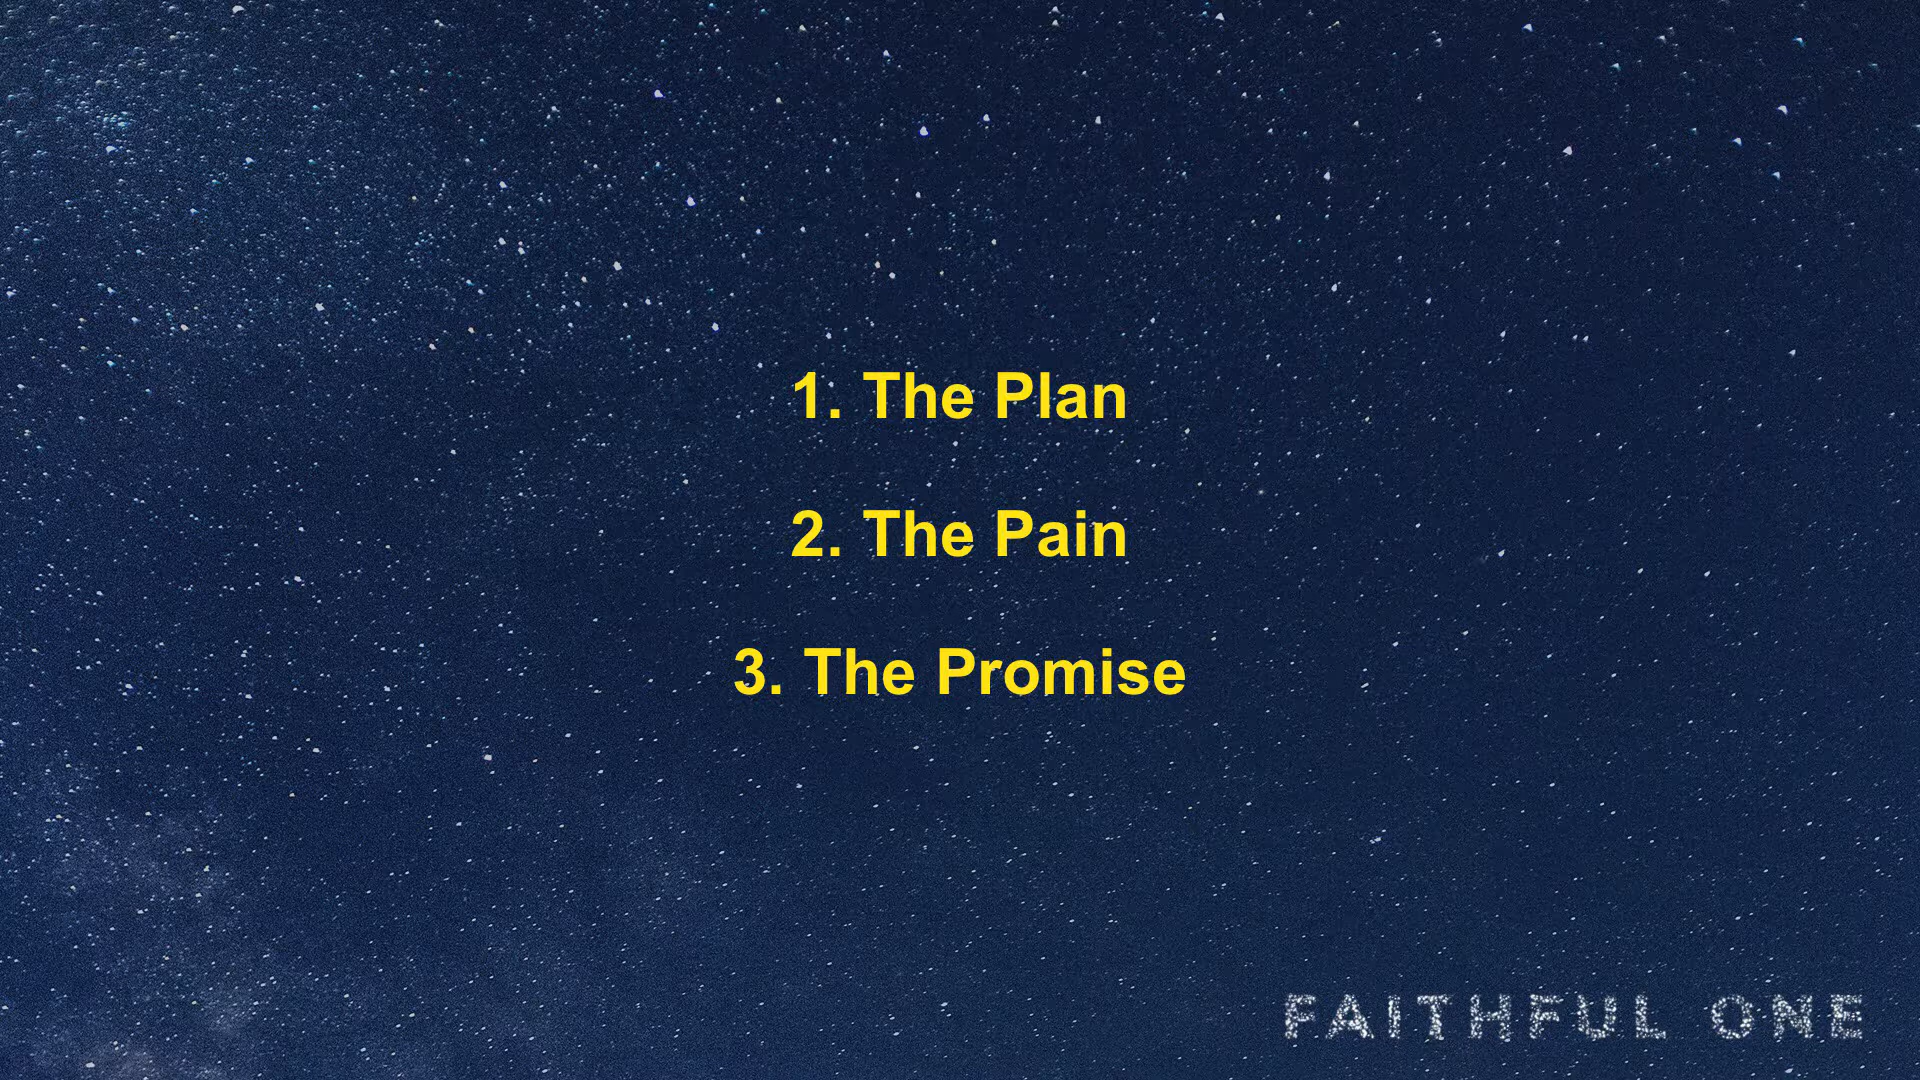 1. The Plan
2. The Pain
3. The Promise
FAITHFUL ONE